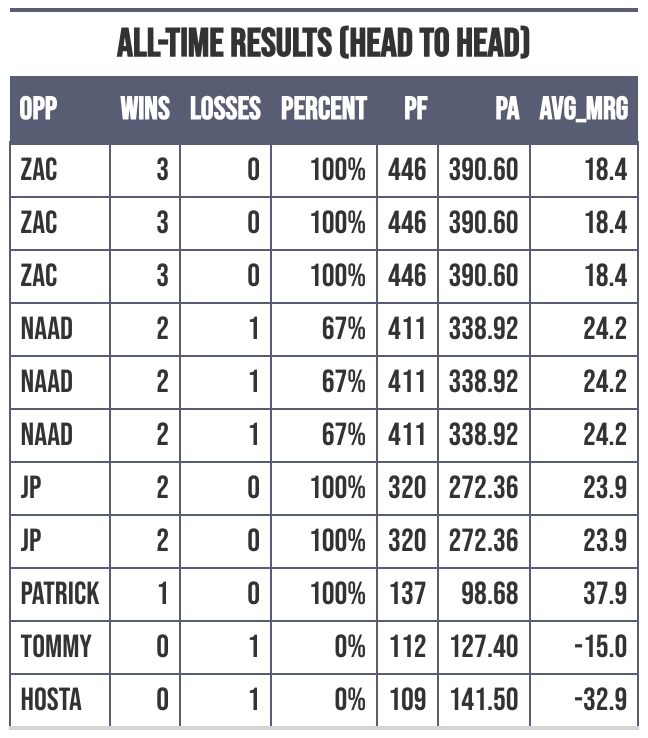 ALL-TIME RESULTS (HEAD TO HEAD)
OPP WINS LOSSES PERCENT PF PA AVG_MRG
ZAC 3 0 100% 446 390.60 18.4
ZAC 3 0 100% 446 390.60 18.4
ZAC 3 0 100% 446 390.60 18.4
NAAD 2 1 67% 411 338.92 24.2
NAAD 2 1 67% 411 338.92 24.2
NAAD 2 1 67% 411 338.92 24.2
JP 2 0 100% 320 272.36 23.9
JP 2 0 100% 320 272.36 23.9
PATRICK 1 0 100% 137 98.68 37.9
TOMMY 0 1 0% 112 127.40 -15.0
HOSTA 0 1 0% 109 141.50 -32.9